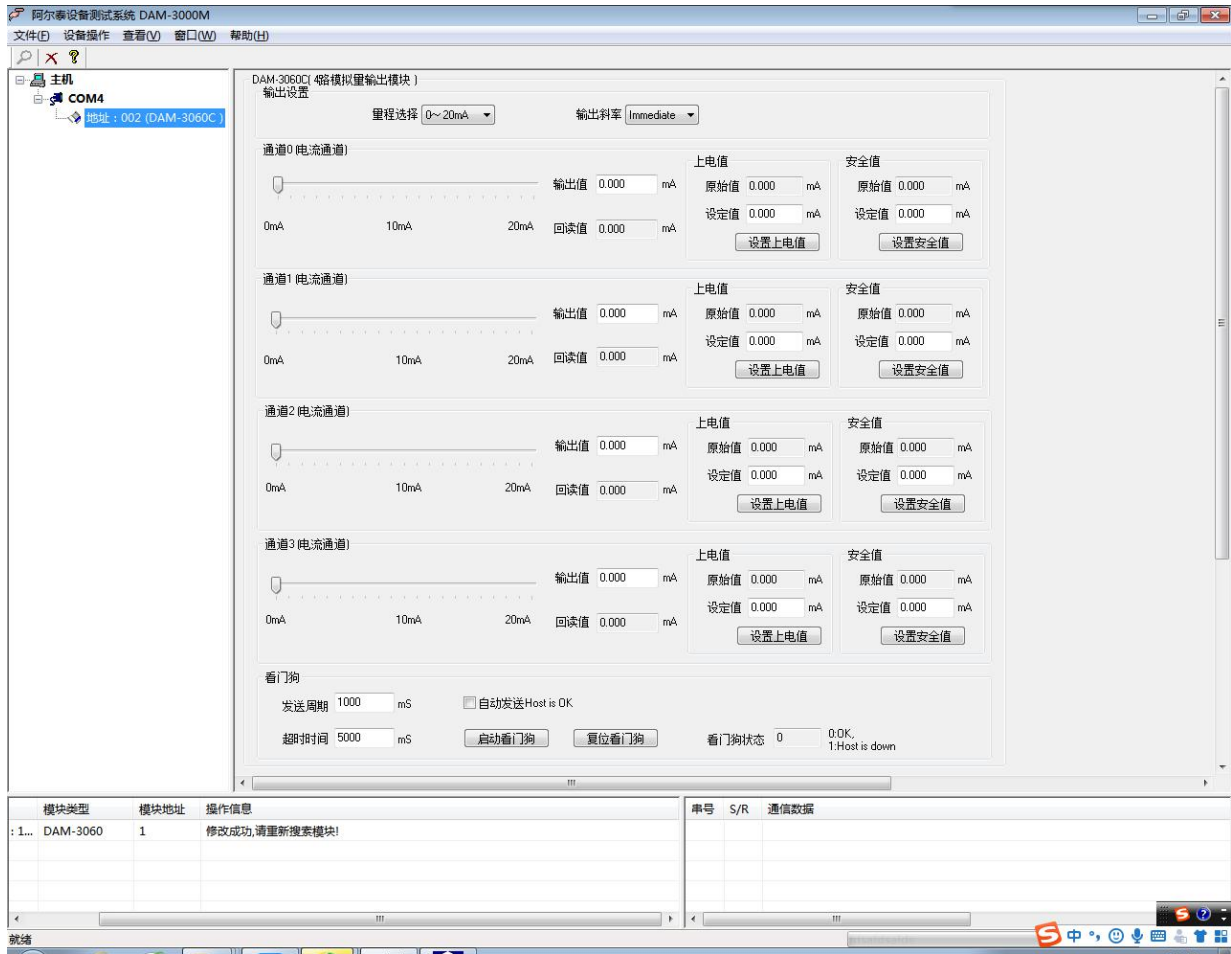 阿尔泰设备测试系统 DAM-3000M
文件(F) 设备操作 查看(V) 窗口(W) 帮助(H)
主机
COM4
地址：002 (DAM-3060C )
DAM-3060C( 4路模拟量输出模块 )
输出设置
量程选择 0～20mA 输出斜率 Immediate
通道0(电流通道)
0mA 10mA 20mA
输出值 0.000 mA
回读值 0.000 mA
上电值
原始值 0.000 mA
设定值 0.000 mA
设置上电值
安全值
原始值 0.000 mA
设定值 0.000 mA
设置安全值
通道1(电流通道)
0mA 10mA 20mA
输出值 0.000 mA
回读值 0.000 mA
上电值
原始值 0.000 mA
设定值 0.000 mA
设置上电值
安全值
原始值 0.000 mA
设定值 0.000 mA
设置安全值
通道2(电流通道)
0mA 10mA 20mA
输出值 0.000 mA
回读值 0.000 mA
上电值
原始值 0.000 mA
设定值 0.000 mA
设置上电值
安全值
原始值 0.000 mA
设定值 0.000 mA
设置安全值
通道3(电流通道)
0mA 10mA 20mA
输出值 0.000 mA
回读值 0.000 mA
上电值
原始值 0.000 mA
设定值 0.000 mA
设置上电值
安全值
原始值 0.000 mA
设定值 0.000 mA
设置安全值
看门狗
发送周期 1000 mS 自动发送Host is OK
超时时间 5000 mS 启动看门狗 复位看门狗 看门狗状态 0 0:OK,
1:Host is down
模块类型 模块地址 操作信息
: 1... DAM-3060 1 修改成功,请重新搜索模块!
串号 S/R 通信数据
就绪
中